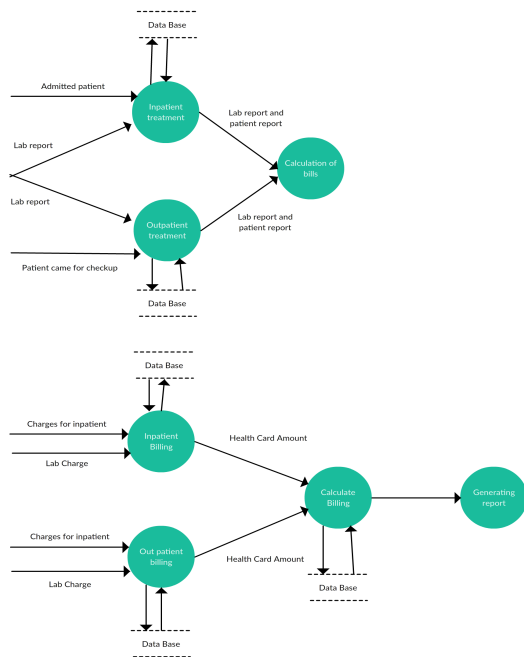 Data Base
Admitted patient
Inpatient
treatment
Lab report and
patient report
Lab report
Calculation of
bills
Lab report
Outpatient
treatment
Lab report and
patient report
Patient came for checkup
Data Base
Data Base
Charges for inpatient
Inpatient
Billing
Health Card Amount
Lab Charge
Calculate
Billing
Generating
report
Charges for inpatient
Out patient
billing
Health Card Amount
Lab Charge
Data Base
Data Base